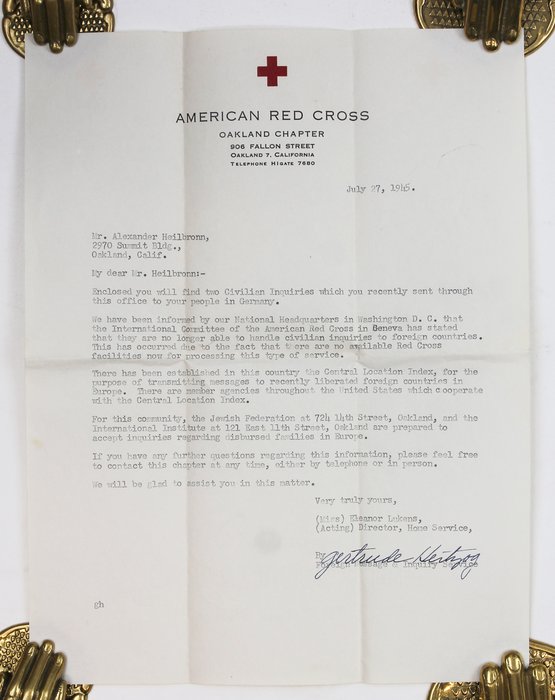 AMERICAN RED CROSS
OAKLAND CHAPTER
906 FALLON STREET
OAKLAND 7, CALIFORNIA
TELEPHONE HIGATE 7680
July 27, 1945.
Mr. Alexander Heilbronn,
2970 Summit Bldg.,
Oakland, Calif.
My dear Mr. Heilbronn:-
Enclosed you will find two Civilian Inquiries which you recently sent through
this office to your people in Germany.
We have been informed by our National Headquarters in Washington D. C. that
the International Committee of the American Red Cross in Geneva has stated
that they are no longer able to handle civilian inquiries to foreign countries.
This has occurred due to the fact that there are no available Red Cross
facilities now for processing this type of service.
There has been established in this country the Central Location Index, for the
purpose of transmitting messages to recently liberated foreign countries in
Europe. There are member agencies throughout the United States which cooperate
with the Central Location Index.
For this community, the Jewish Federation at 724 14th Street, Oakland, and the
International Institute at 121 East 11th Street, Oakland are prepared to
accept inquiries regarding disbursed families in Europe.
If you have any further questions regarding this information, please feel free
to contact this chapter at any time, either by telephone or in person.
We will be glad to assist you in this matter.
Very truly yours,
(Miss) Eleanor Lukens,
(Acting) Director, Home Service,
By Gertrude Heitzog
Foreign Message & Inquiry Service
gh